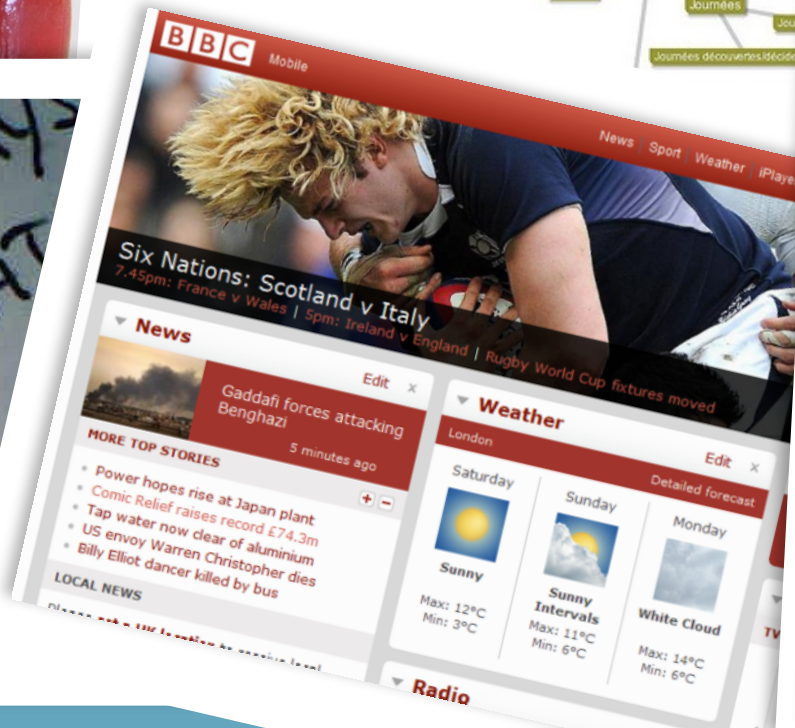 Journées
Jou
Journées découvertes/décide
BBC Mobile
News | Sport | Weather | iPlaye
Six Nations: Scotland v Italy
7.45pm: France v Wales | 5pm: Ireland v England | Rugby World Cup fixtures moved
News
Edit x
Gaddafi forces attacking
Benghazi
5 minutes ago
MORE TOP STORIES
+ −
Power hopes rise at Japan plant
Comic Relief raises record £74.3m
Tap water now clear of aluminium
US envoy Warren Christopher dies
Billy Elliot dancer killed by bus
LOCAL NEWS
Weather
Edit x
London
Detailed forecast
Saturday
Sunny
Max: 12°C
Min: 3°C
Sunday
Sunny
Intervals
Max: 11°C
Min: 6°C
Monday
White Cloud
Max: 14°C
Min: 6°C
Radio
TV